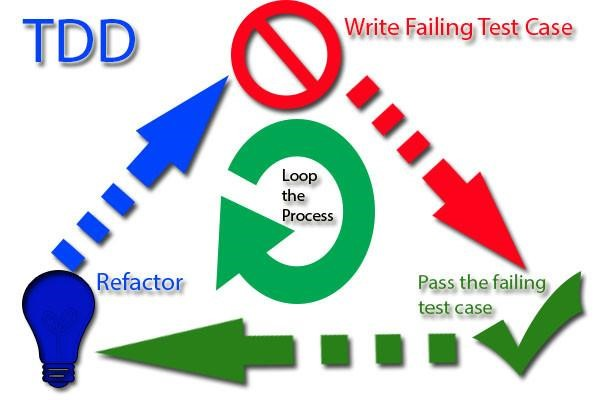 TDD
Write Failing Test Case
Loop
the
Process
Refactor
Pass the failing
test case